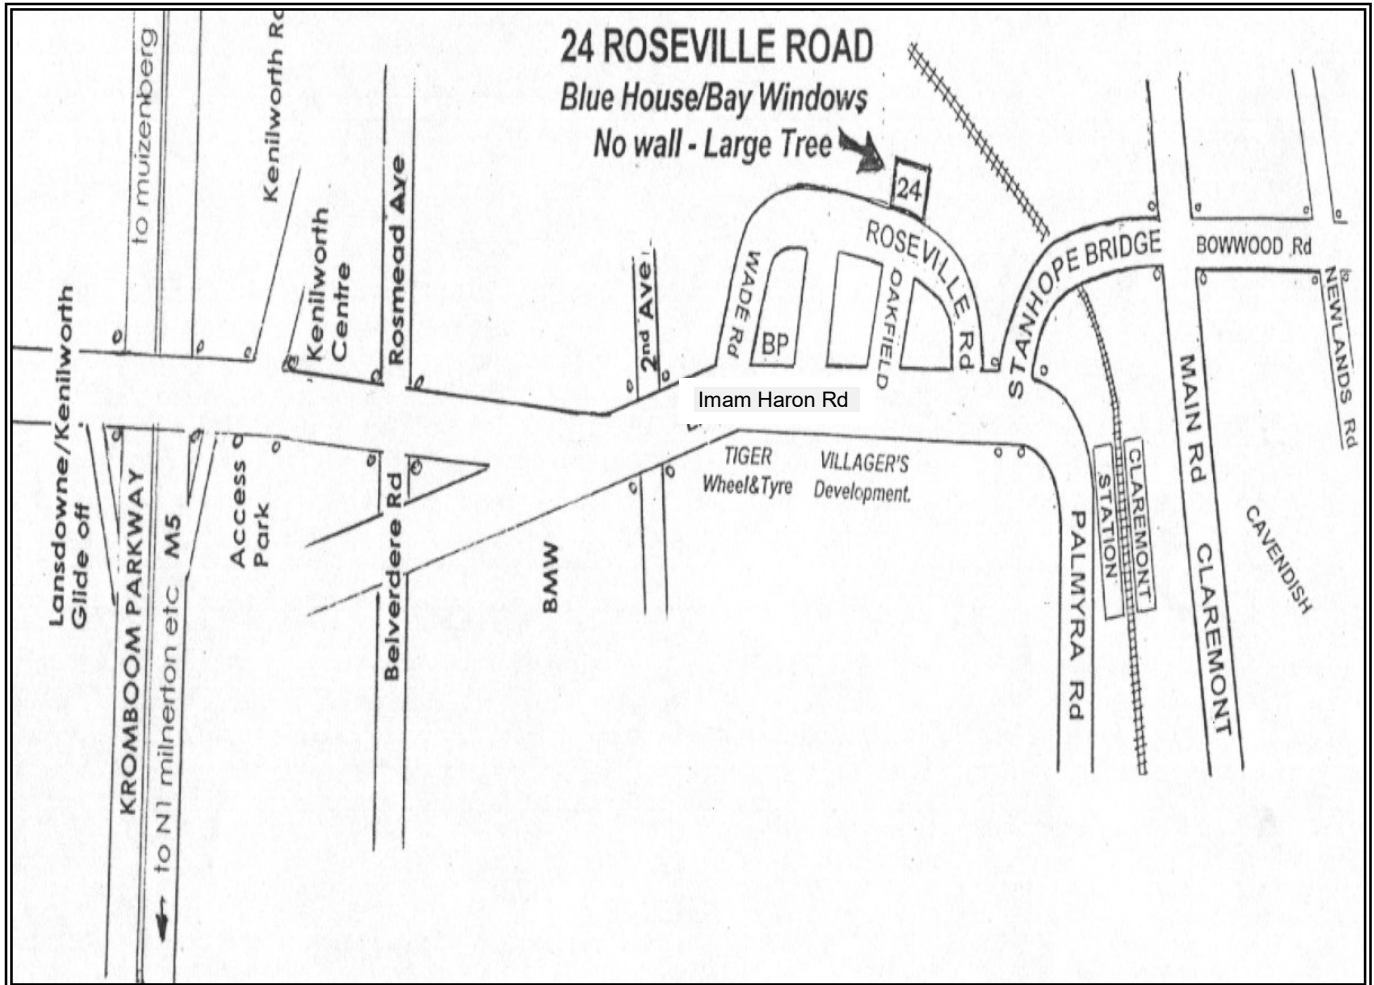 24 ROSEVILLE ROAD
Blue House/Bay Windows
No wall - Large Tree
24
to muizenberg
Kenilworth Rd
Kenilworth
Centre
Rosmead Ave
2nd Ave
WADE Rd
BP
ROSEVILLE Rd
OAKFIELD
STANHOPE BRIDGE
BOWWOOD Rd
NEWLANDS Rd
Imam Haron Rd
Lansdowne/Kenilworth
Glide off
KROMBOOM PARKWAY
to N1 milnerton etc M5
Access
Park
Belverdere Rd
BMW
TIGER
Wheel&Tyre
VILLAGER'S
Development.
PALMYRA Rd
CLAREMONT
STATION
MAIN Rd CLAREMONT
CAVENDISH